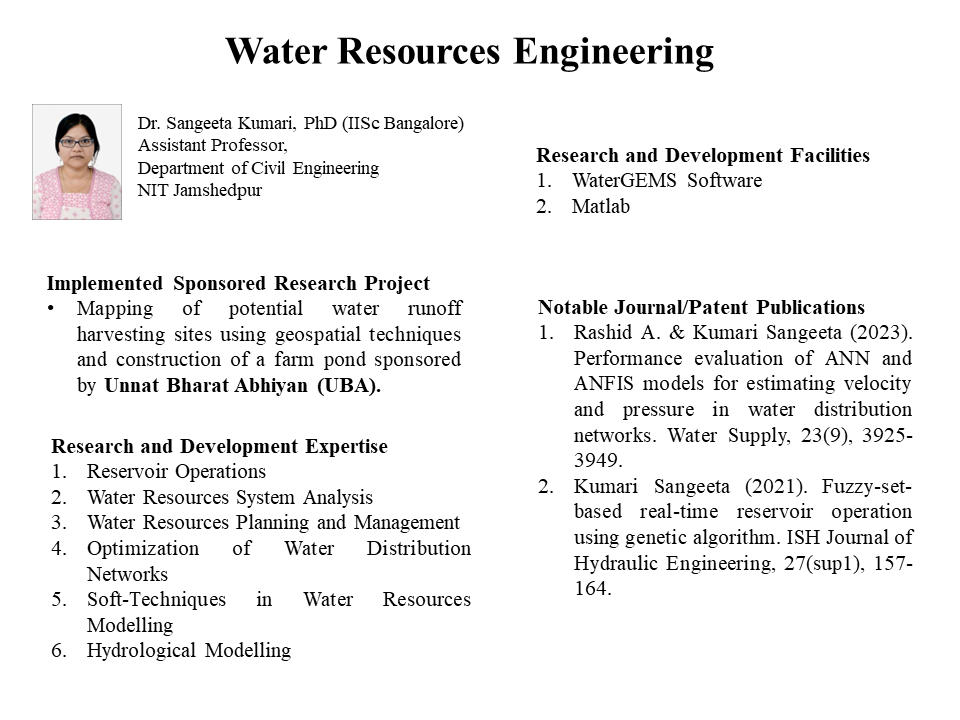 Water Resources Engineering
Dr. Sangeeta Kumari, PhD (IISc Bangalore)
Assistant Professor,
Department of Civil Engineering
NIT Jamshedpur
Implemented Sponsored Research Project
• Mapping of potential water runoff
harvesting sites using geospatial techniques
and construction of a farm pond sponsored
by Unnat Bharat Abhiyan (UBA).
Research and Development Expertise
1. Reservoir Operations
2. Water Resources System Analysis
3. Water Resources Planning and Management
4. Optimization of Water Distribution
Networks
5. Soft-Techniques in Water Resources
Modelling
6. Hydrological Modelling
Research and Development Facilities
1. WaterGEMS Software
2. Matlab
Notable Journal/Patent Publications
1. Rashid A. & Kumari Sangeeta (2023).
Performance evaluation of ANN and
ANFIS models for estimating velocity
and pressure in water distribution
networks. Water Supply, 23(9), 3925-
3949.
2. Kumari Sangeeta (2021). Fuzzy-set-
based real-time reservoir operation
using genetic algorithm. ISH Journal of
Hydraulic Engineering, 27(sup1), 157-
164.